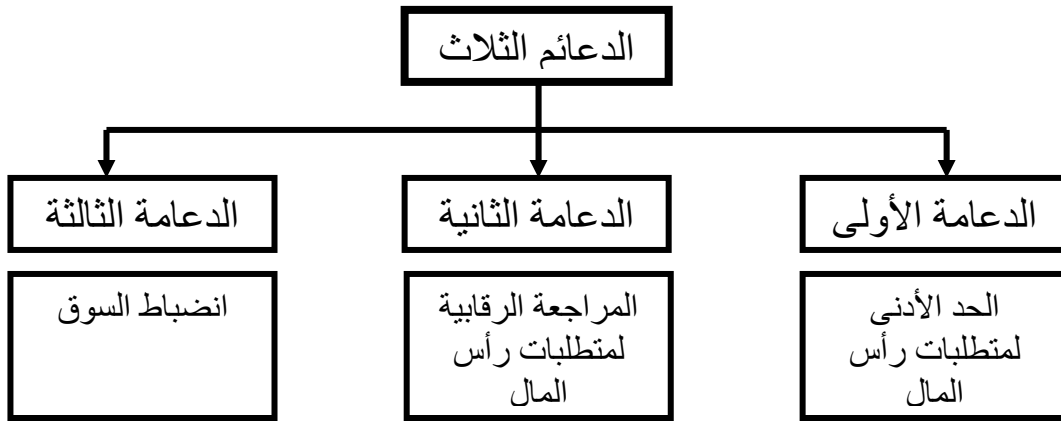 الدعائم الثلاث
الدعامة الأولى
الدعامة الثانية
الدعامة الثالثة
الحد الأدنى
لمتطلبات رأس
المال
المراجعة الرقابية
لمتطلبات رأس
المال
انضباط السوق